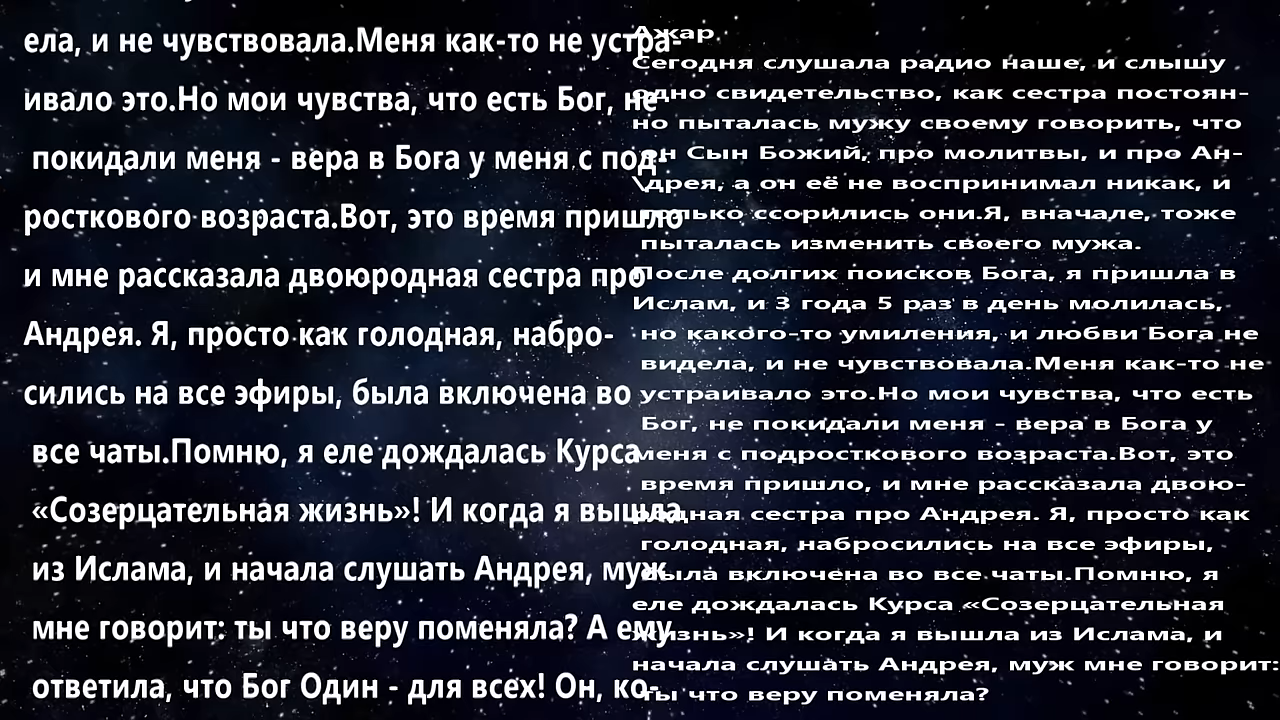 ела, и не чувствовала.Меня как-то не устра-
ивало это.Но мои чувства, что есть Бог, не
покидали меня - вера в Бога у меня с под-
росткового возраста.Вот, это время пришло
и мне рассказала двоюродная сестра про
Андрея. Я, просто как голодная, набро-
сились на все эфиры, была включена во
все чаты.Помню, я еле дождалась Курса
«Созерцательная жизнь»! И когда я вышла
из Ислама, и начала слушать Андрея, муж
мне говорит: ты что веру поменяла? А ему
ответила, что Бог Один - для всех! Он, ко-
Ажар
Сегодня слушала радио наше, и слышу
одно свидетельство, как сестра постоян-
но пыталась мужу своему говорить, что
он Сын Божий, про молитвы, и про Ан-
\дрея, а он её не воспринимал никак, и
только ссорились они.Я, вначале, тоже
пыталась изменить своего мужа.
После долгих поисков Бога, я пришла в
Ислам, и 3 года 5 раз в день молилась,
но какого-то умиления, и любви Бога не
видела, и не чувствовала.Меня как-то не
устраивало это.Но мои чувства, что есть
Бог, не покидали меня - вера в Бога у
меня с подросткового возраста.Вот, это
время пришло, и мне рассказала двою-
родная сестра про Андрея. Я, просто как
голодная, набросились на все эфиры,
была включена во все чаты.Помню, я
еле дождалась Курса «Созерцательная
жизнь»! И когда я вышла из Ислама, и
начала слушать Андрея, муж мне говорит:
ты что веру поменяла?